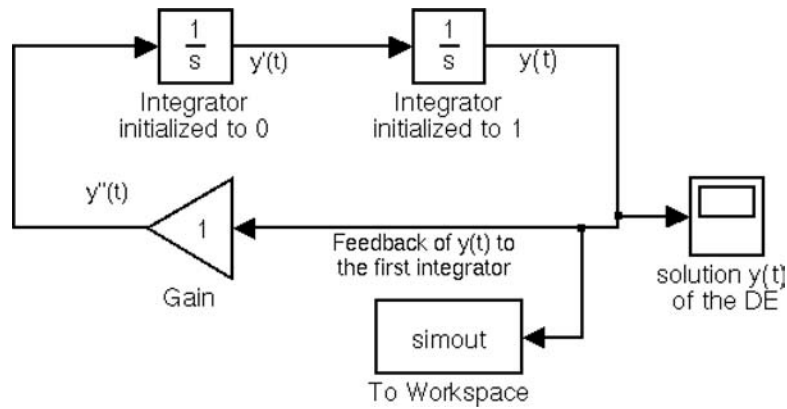 1
s
y'(t)
1
s
y(t)
Integrator
initialized to 0
Integrator
initialized to 1
y''(t)
1
Gain
Feedback of y(t) to
the first integrator
solution y(t)
of the DE
simout
To Workspace